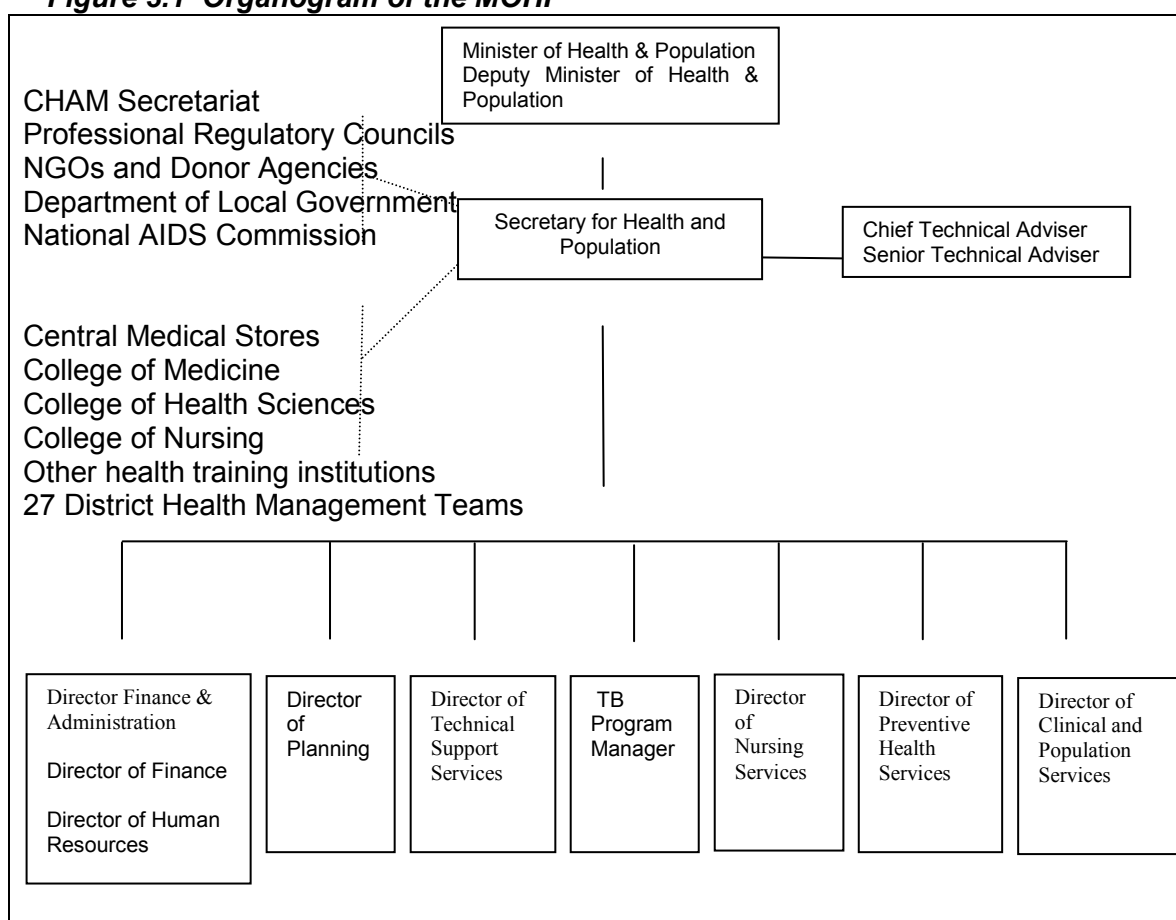 Figure 3.1 Organogram of the MOHP
Minister of Health & Population
Deputy Minister of Health &
Population
CHAM Secretariat
Professional Regulatory Councils
NGOs and Donor Agencies
Department of Local Government
National AIDS Commission
Secretary for Health and
Population
Chief Technical Adviser
Senior Technical Adviser
Central Medical Stores
College of Medicine
College of Health Sciences
College of Nursing
Other health training institutions
27 District Health Management Teams
Director Finance &
Administration
Director of Finance
Director of Human
Resources
Director
of
Planning
Director of
Technical
Support
Services
TB
Program
Manager
Director
of
Nursing
Services
Director of
Preventive
Health
Services
Director of
Clinical and
Population
Services